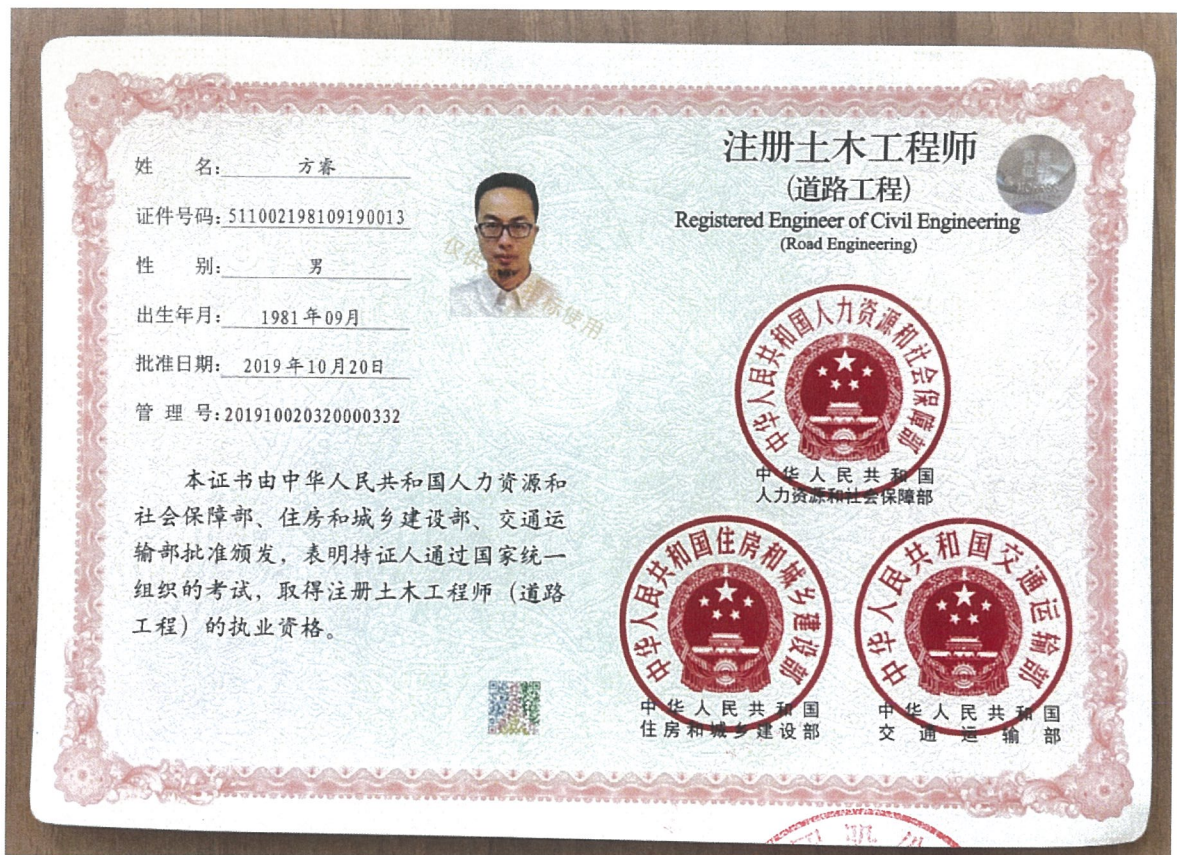 姓 名: 方睿
证件号码: 511002198109190013
性 别: 男
出生年月: 1981年09月
批准日期: 2019年10月20日
管 理 号: 201910020320000332
本证书由中华人民共和国人力资源和
社会保障部、住房和城乡建设部、交通运
输部批准颁发，表明持证人通过国家统一
组织的考试，取得注册土木工程师（道路
工程）的执业资格。
标使用
注册土木工程师
(道路工程)
Registered Engineer of Civil Engineering
(Road Engineering)
中华人民共和国人力资源和社会保障部
中华人民共和国
人力资源和社会保障部
中华人民共和国住房和城乡建设部
中华人民共和国
住房和城乡建设部
中华人民共和国交通运输部
中华人民共和国
交通运输部